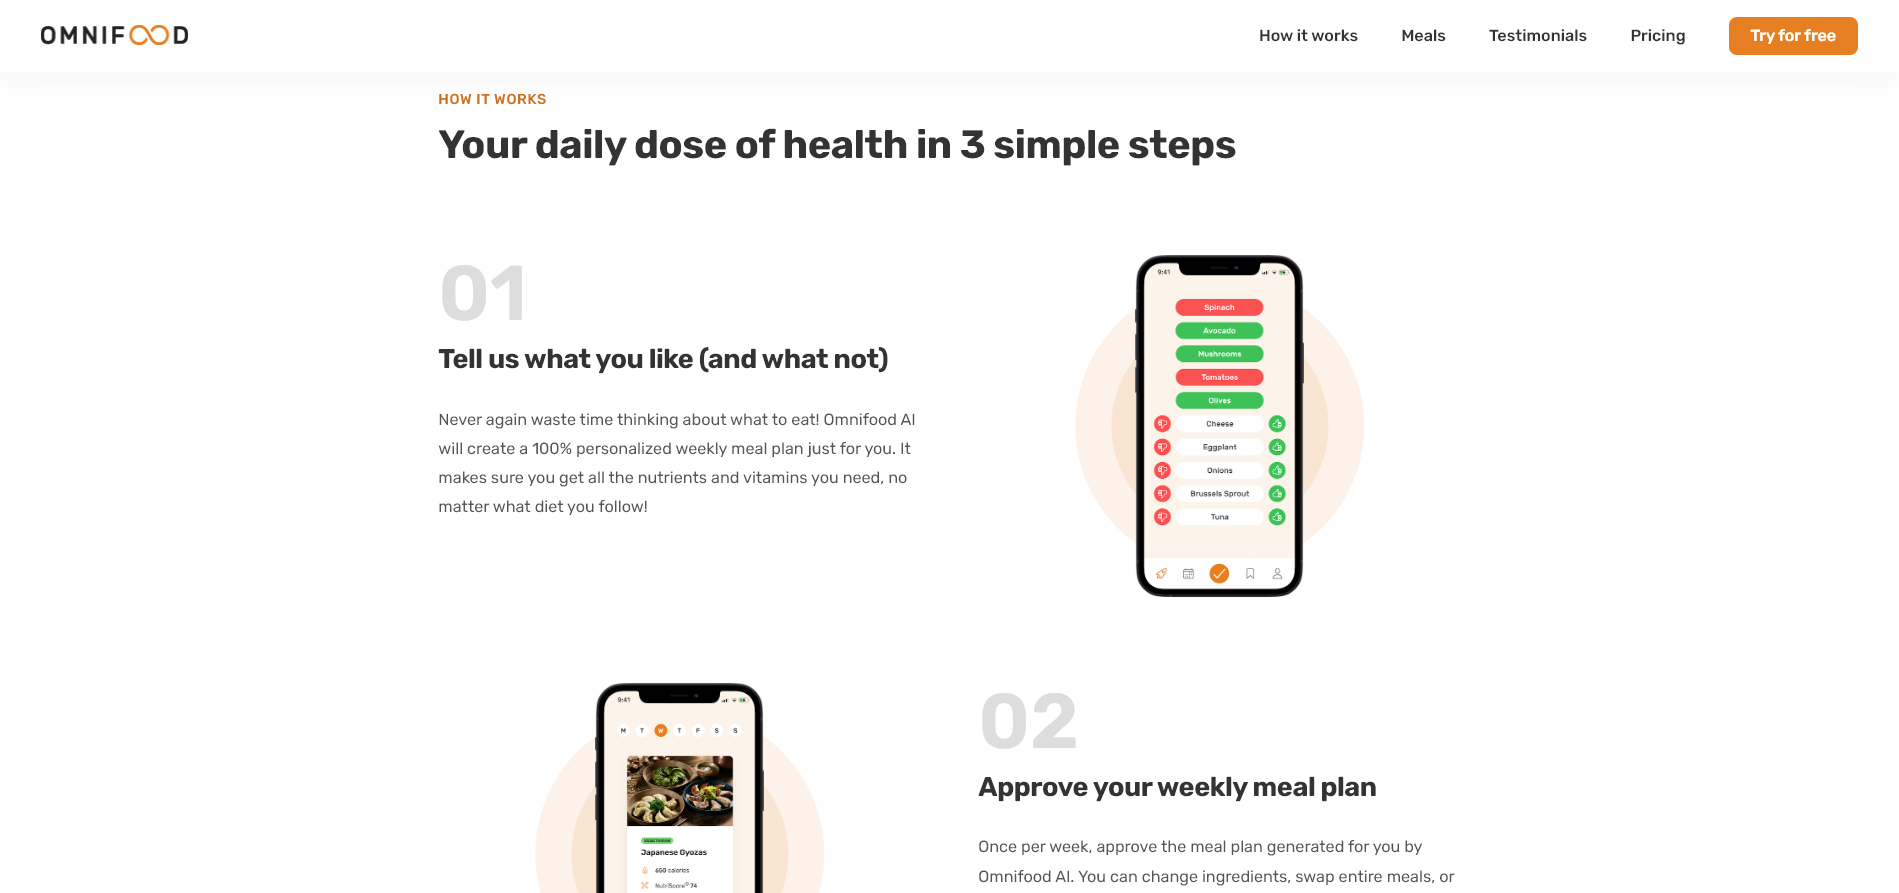 OMNIFOOD
How it works
Meals
Testimonials
Pricing
Try for free
HOW IT WORKS
Your daily dose of health in 3 simple steps
01
Tell us what you like (and what not)
Never again waste time thinking about what to eat! Omnifood AI
will create a 100% personalized weekly meal plan just for you. It
makes sure you get all the nutrients and vitamins you need, no
matter what diet you follow!
9:41
Spinach
Avocado
Mushrooms
Tomatoes
Olives
Cheese
Eggplant
Onions
Brussels Sprout
Tuna
9:41
M T W T F S S
VEGETARIAN
Japanese Gyozas
650 calories
NutriScore® 74
02
Approve your weekly meal plan
Once per week, approve the meal plan generated for you by
Omnifood AI. You can change ingredients, swap entire meals, or